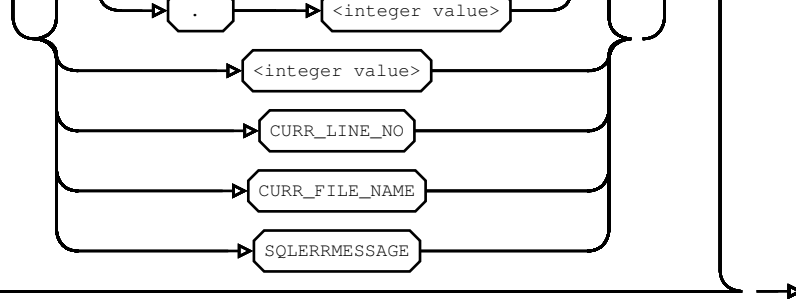 . <integer value>
<integer value>
CURR_LINE_NO
CURR_FILE_NAME
SQLERRMESSAGE